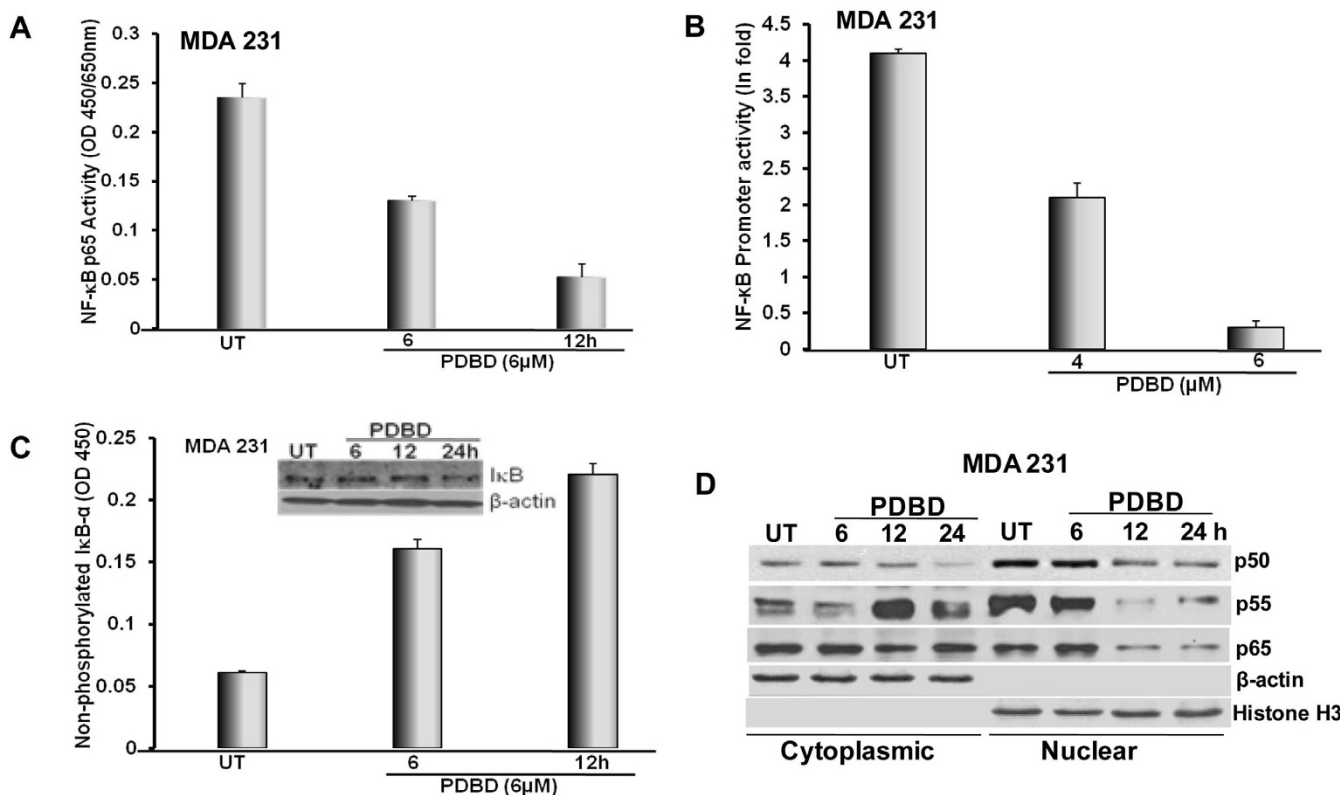 A
MDA 231
NF-κB p65 Activity (OD 450/650nm)
0.3
0.25
0.2
0.15
0.1
0.05
0
UT
6
12h
PDBD (6μM)
B
MDA 231
NF-κB Promoter activity (In fold)
4.5
4
3.5
3
2.5
2
1.5
1
0.5
0
UT
4
6
PDBD (μM)
C
MDA 231
Non-phosphorylated IκB-α (OD 450)
0.25
0.2
0.15
0.1
0.05
0
PDBD
UT 6 12 24h
IκB
β-actin
UT
6
12h
PDBD (6μM)
D
MDA 231
PDBD PDBD
UT 6 12 24 UT 6 12 24 h
p50
p55
p65
β-actin
Histone H3
Cytoplasmic Nuclear